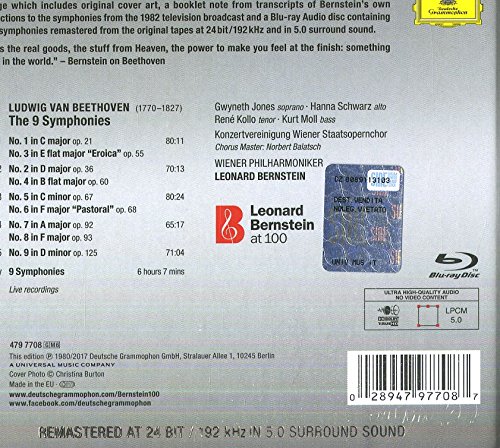 ge which includes original cover art, a booklet note from transcripts of Bernstein's own
ctions to the symphonies from the 1982 television broadcast and a Blu-ray Audio disc containing
symphonies remastered from the original tapes at 24 bit/192 kHz and in 5.0 surround sound.
s the real goods, the stuff from Heaven, the power to make you feel at the finish: something
in the world." – Bernstein on Beethoven
Deutsche
Grammophon
LUDWIG VAN BEETHOVEN (1770–1827)
The 9 Symphonies
No. 1 in C major op. 21 80:11
No. 3 in E flat major "Eroica" op. 55
No. 2 in D major op. 36 70:13
No. 4 in B flat major op. 60
No. 5 in C minor op. 67 80:24
No. 6 in F major "Pastoral" op. 68
No. 7 in A major op. 92 65:17
No. 8 in F major op. 93
No. 9 in D minor op. 125 71:04
9 Symphonies 6 hours 7 mins
Live recordings
Gwyneth Jones soprano · Hanna Schwarz alto
René Kollo tenor · Kurt Moll bass
Konzertvereinigung Wiener Staatsopernchor
Chorus Master: Norbert Balatsch
WIENER PHILHARMONIKER
LEONARD BERNSTEIN
B
Leonard
Bernstein
at 100
DEST. VENDITA
NOLEG. VIETATO
SIAE
Blu-ray Disc
ULTRA HIGH-QUALITY AUDIO
NO VIDEO CONTENT
LPCM
5.0
479 7708 GMB
This edition ℗ 1980/2017 Deutsche Grammophon GmbH, Stralauer Allee 1, 10245 Berlin
A UNIVERSAL MUSIC COMPANY
Cover Photo © Christina Burton
Made in the EU
www.deutschegrammophon.com/Bernstein100
www.facebook.com/deutschegrammophon
0 28947 97708 7
REMASTERED AT 24 BIT / 192 kHz IN 5.0 SURROUND SOUND